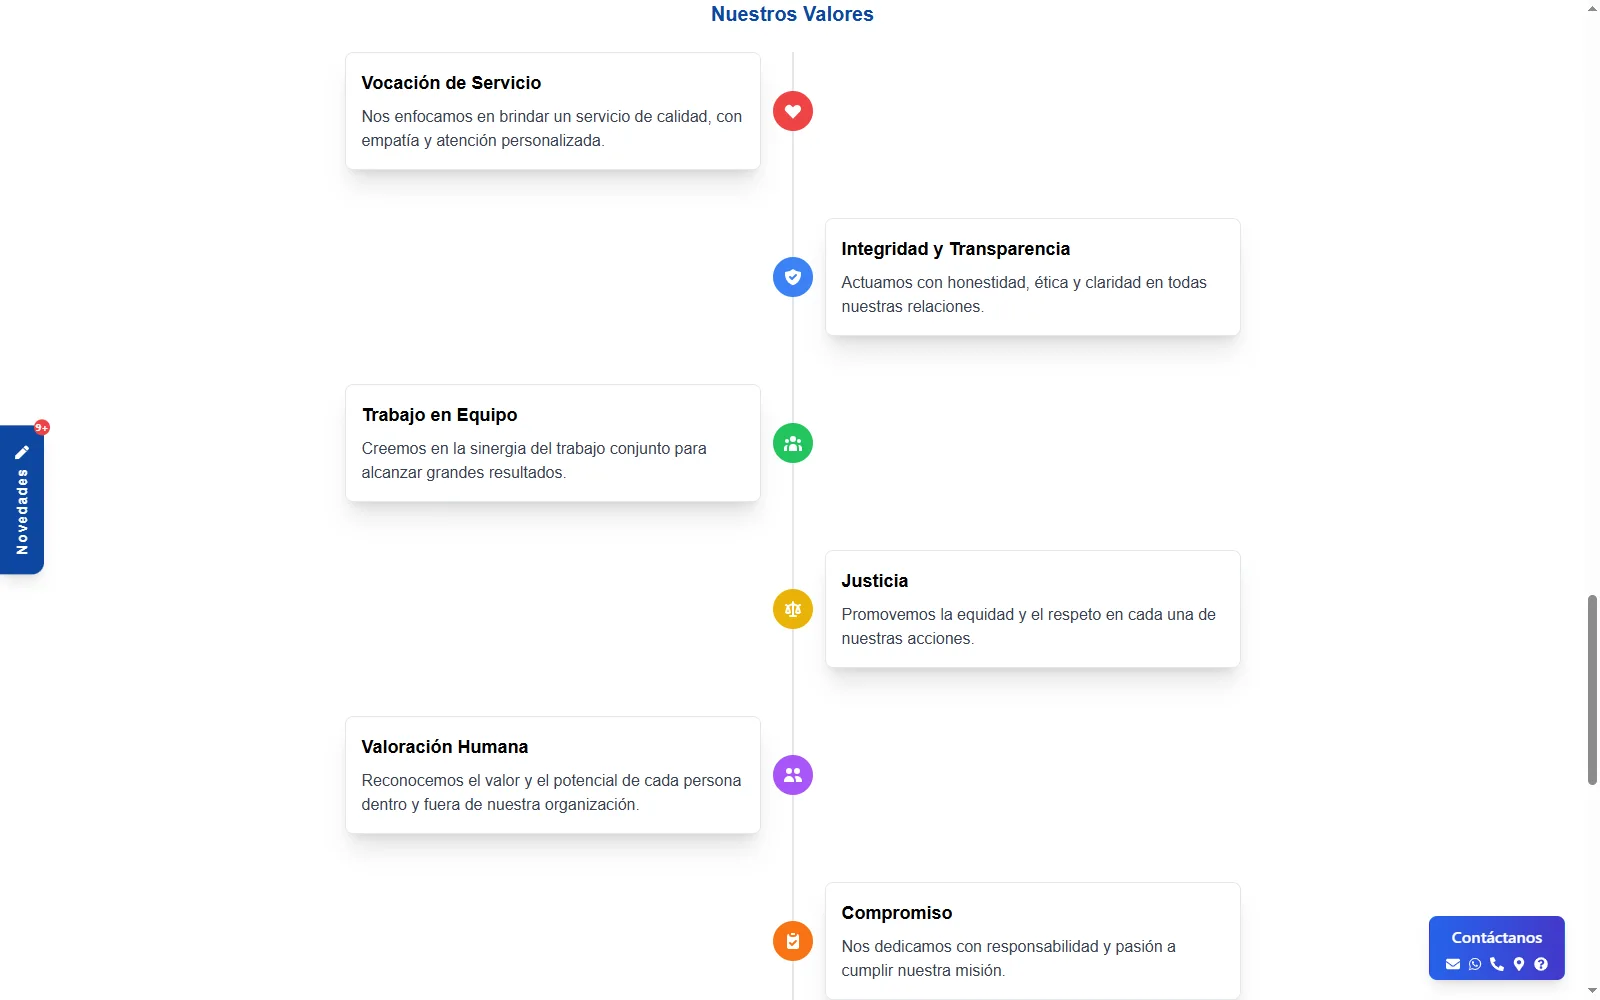 Nuestros Valores
Vocación de Servicio
Nos enfocamos en brindar un servicio de calidad, con
empatía y atención personalizada.
Integridad y Transparencia
Actuamos con honestidad, ética y claridad en todas
nuestras relaciones.
Trabajo en Equipo
Creemos en la sinergia del trabajo conjunto para
alcanzar grandes resultados.
9+
Novedades
Justicia
Promovemos la equidad y el respeto en cada una de
nuestras acciones.
Valoración Humana
Reconocemos el valor y el potencial de cada persona
dentro y fuera de nuestra organización.
Compromiso
Nos dedicamos con responsabilidad y pasión a
cumplir nuestra misión.
Contáctanos